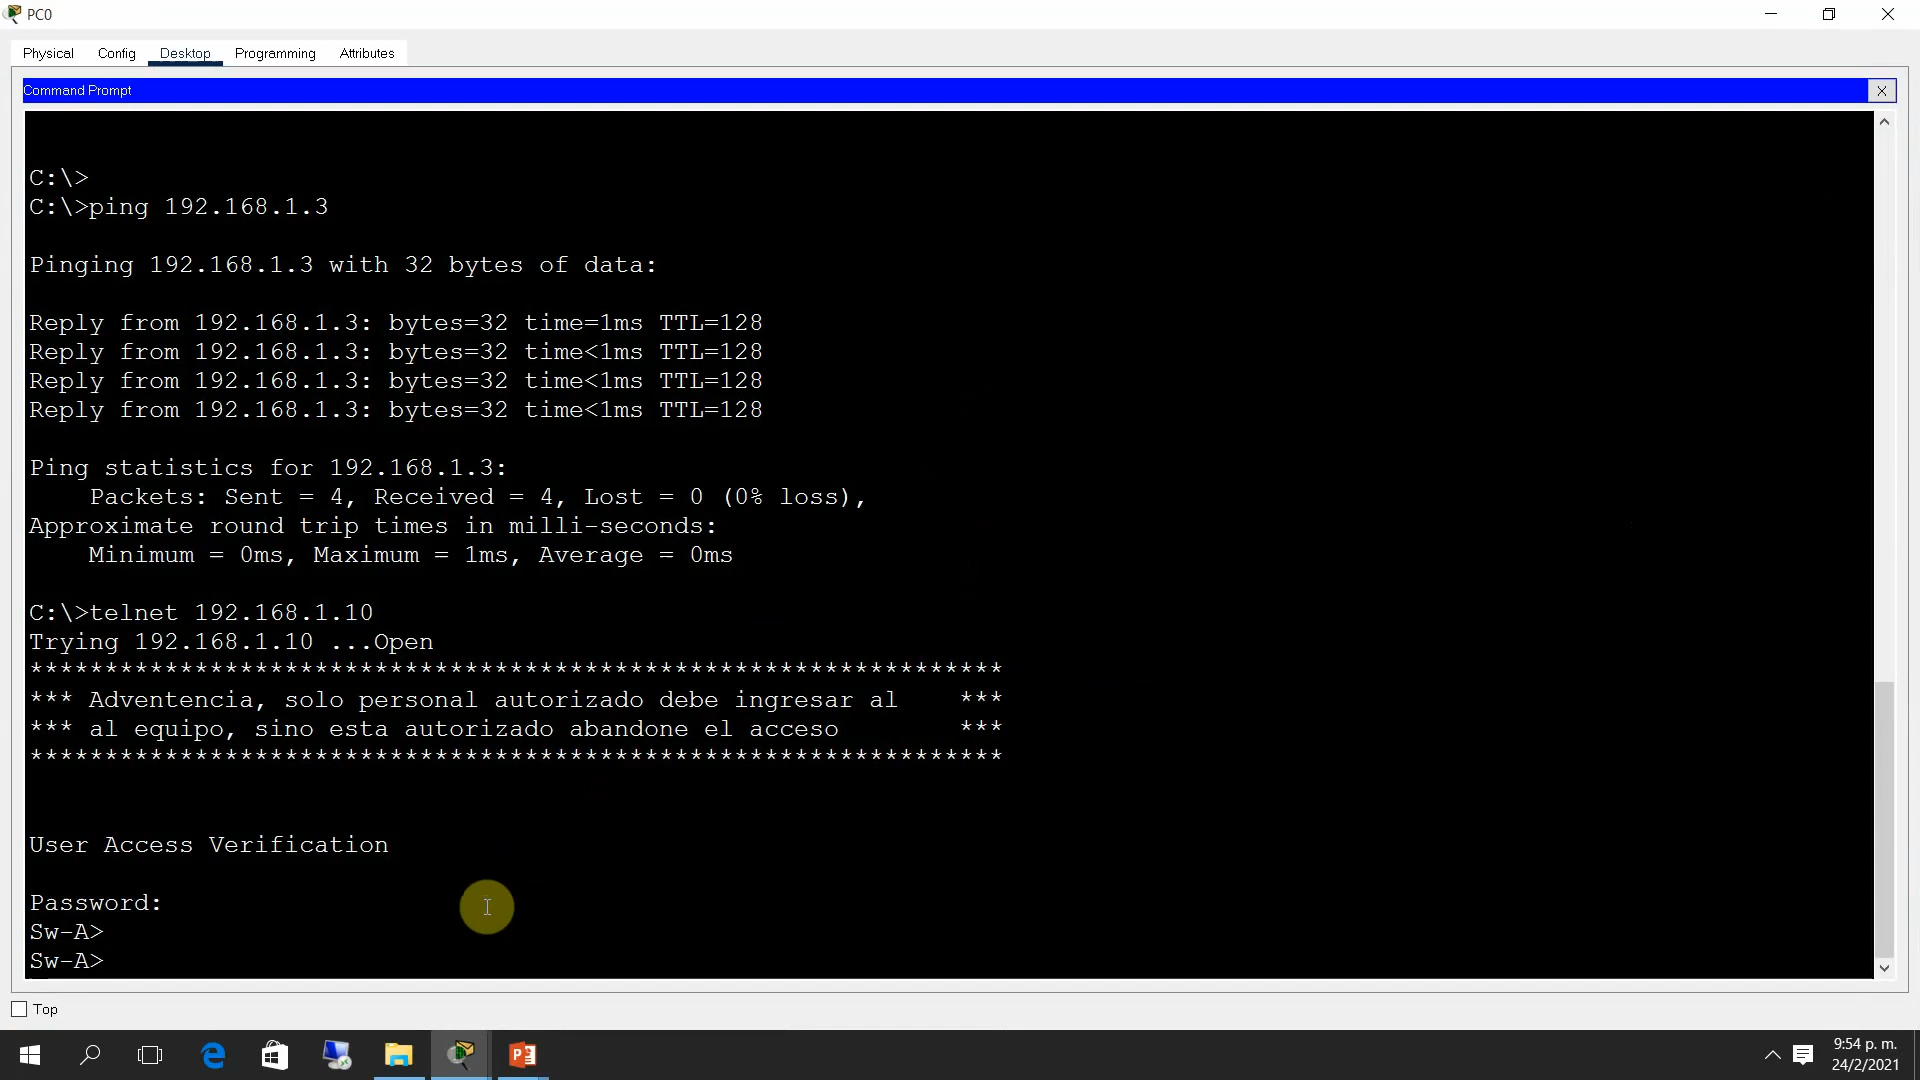 PC0
Physical Config Desktop Programming Attributes
Command Prompt
X
C:\>
C:\>ping 192.168.1.3
Pinging 192.168.1.3 with 32 bytes of data:
Reply from 192.168.1.3: bytes=32 time=1ms TTL=128
Reply from 192.168.1.3: bytes=32 time<1ms TTL=128
Reply from 192.168.1.3: bytes=32 time<1ms TTL=128
Reply from 192.168.1.3: bytes=32 time<1ms TTL=128
Ping statistics for 192.168.1.3:
Packets: Sent = 4, Received = 4, Lost = 0 (0% loss),
Approximate round trip times in milli-seconds:
Minimum = 0ms, Maximum = 1ms, Average = 0ms
C:\>telnet 192.168.1.10
Trying 192.168.1.10 ...Open
*****************************************************************
*** Adventencia, solo personal autorizado debe ingresar al ***
*** al equipo, sino esta autorizado abandone el acceso ***
*****************************************************************
User Access Verification
Password:
Sw-A>
Sw-A>
Top
9:54 p. m.
24/2/2021